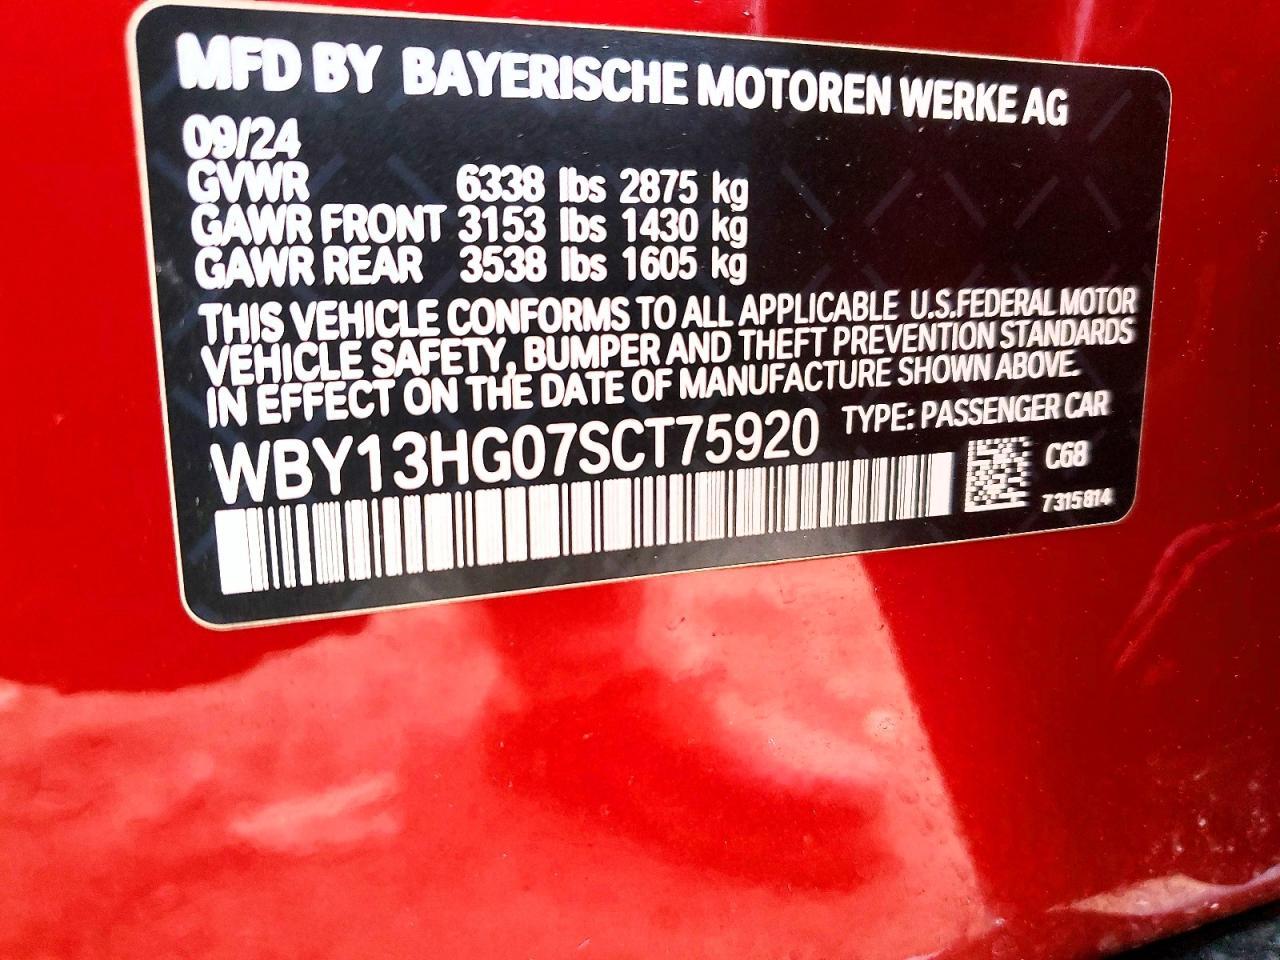 MFD BY BAYERISCHE MOTOREN WERKE AG
09/24
GVWR 6338 lbs 2875 kg
GAWR FRONT 3153 lbs 1430 kg
GAWR REAR 3538 lbs 1605 kg
THIS VEHICLE CONFORMS TO ALL APPLICABLE U.S.FEDERAL MOTOR
VEHICLE SAFETY, BUMPER AND THEFT PREVENTION STANDARDS
IN EFFECT ON THE DATE OF MANUFACTURE SHOWN ABOVE.
WBY13HG07SCT75920 TYPE: PASSENGER CAR
C68
7315814